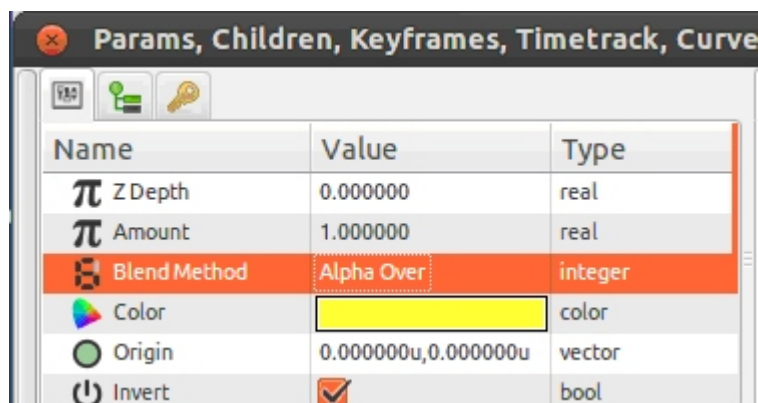 Params, Children, Keyframes, Timetrack, Curve
Name Value Type
Z Depth 0.000000 real
Amount 1.000000 real
Blend Method Alpha Over integer
Color color
Origin 0.000000u,0.000000u vector
Invert bool